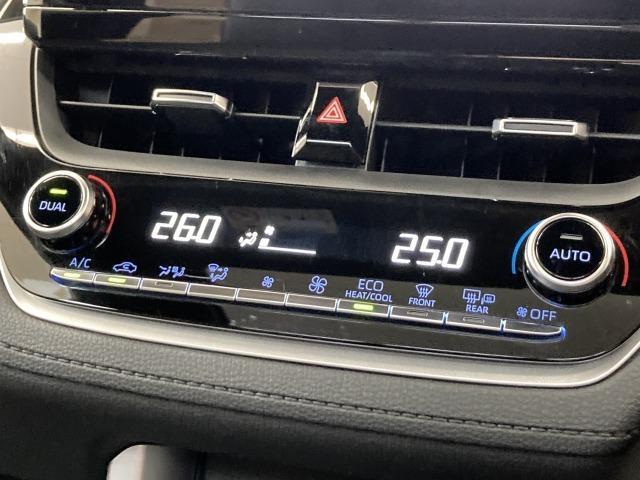 DUAL
26.0
25.0
AUTO
A/C
ECO
HEAT/COOL
FRONT
REAR
OFF